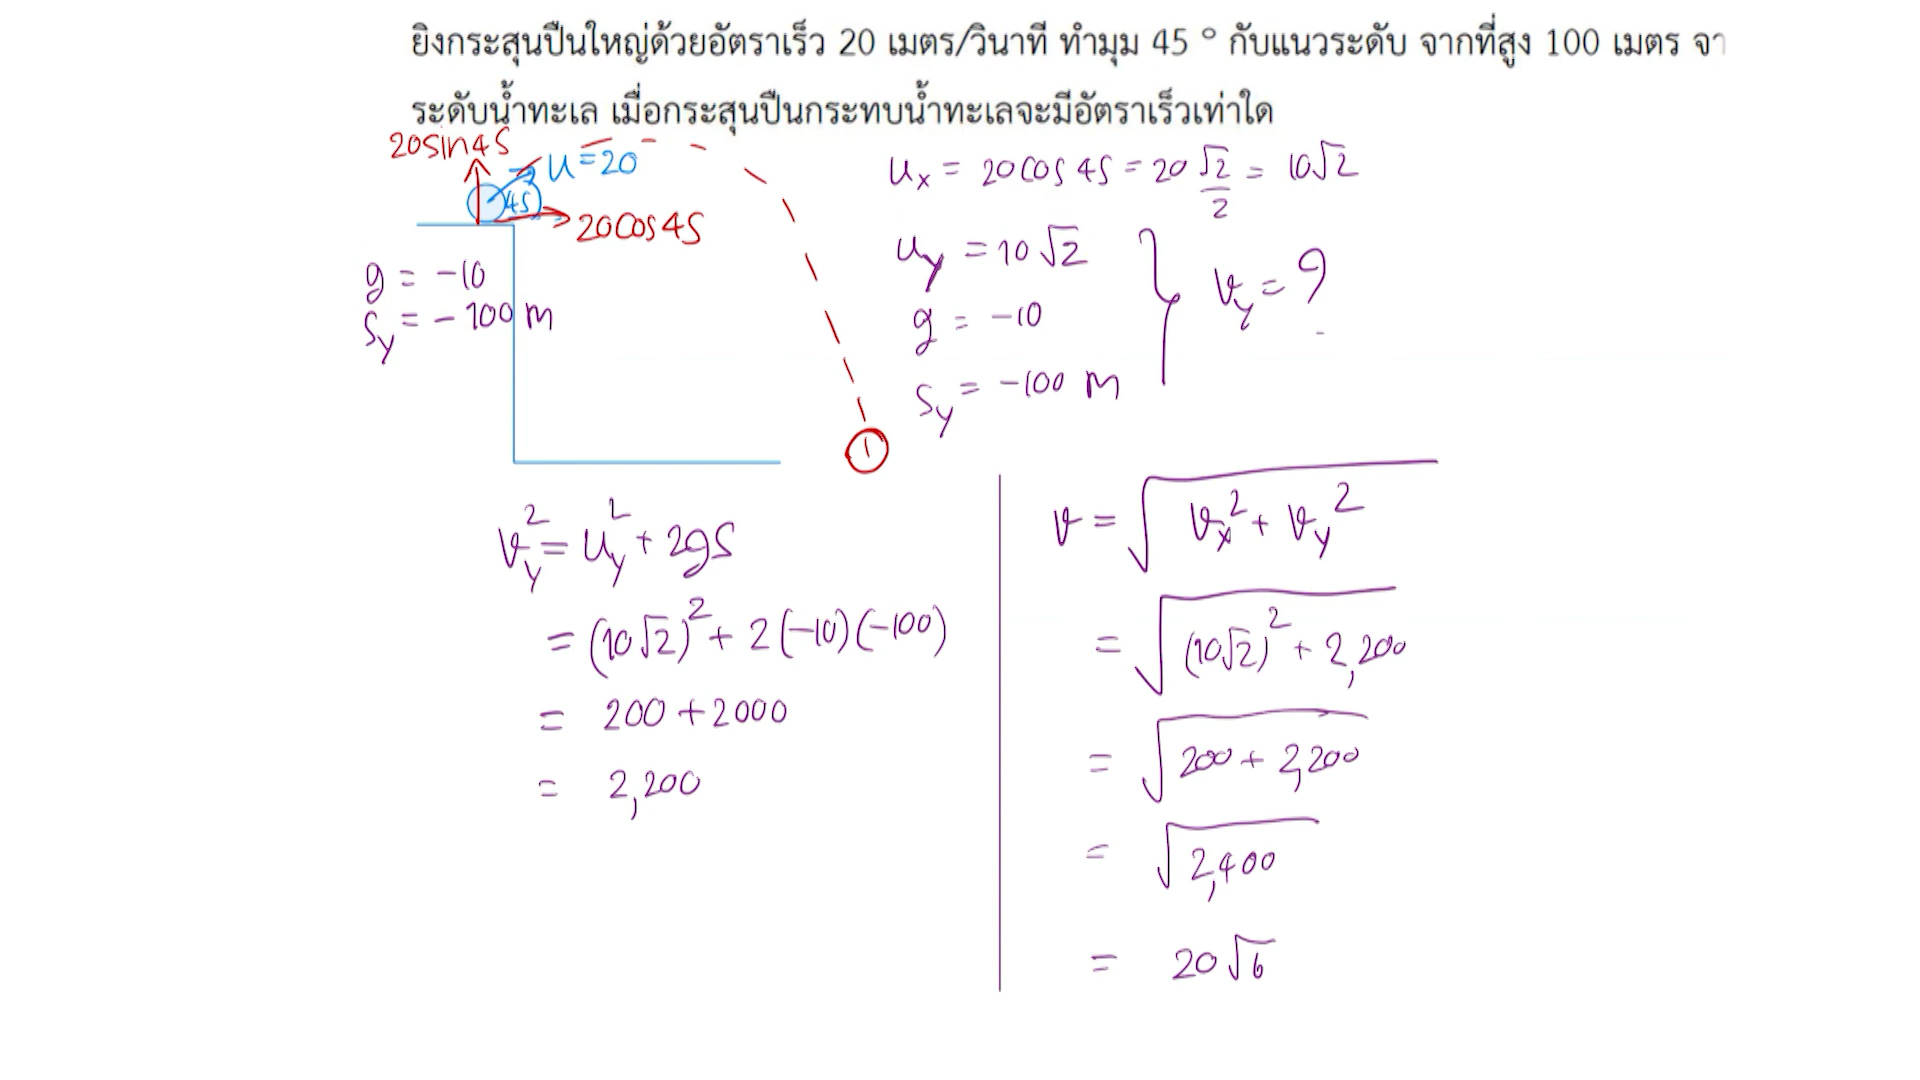 ยิงกระสุนปืนใหญ่ด้วยอัตราเร็ว 20 เมตร/วินาที ทำมุม 45 ° กับแนวระดับ จากที่สูง 100 เมตร จา
ระดับน้ำทะเล เมื่อกระสุนปืนกระทบน้ำทะเลจะมีอัตราเร็วเท่าใด
20sin45
u=20
45
20cos45
g = -10
Sy = -100 m
1
ux = 20cos45 = 20 √2/2 = 10√2
uy = 10√2
g = -10
Sy = -100 m
vy = ?
vy² = uy² + 2gS
= (10√2)² + 2(-10)(-100)
= 200 + 2000
= 2,200
v = √(vx² + vy²)
= √((10√2)² + 2,200)
= √(200 + 2,200)
= √2,400
= 20√6